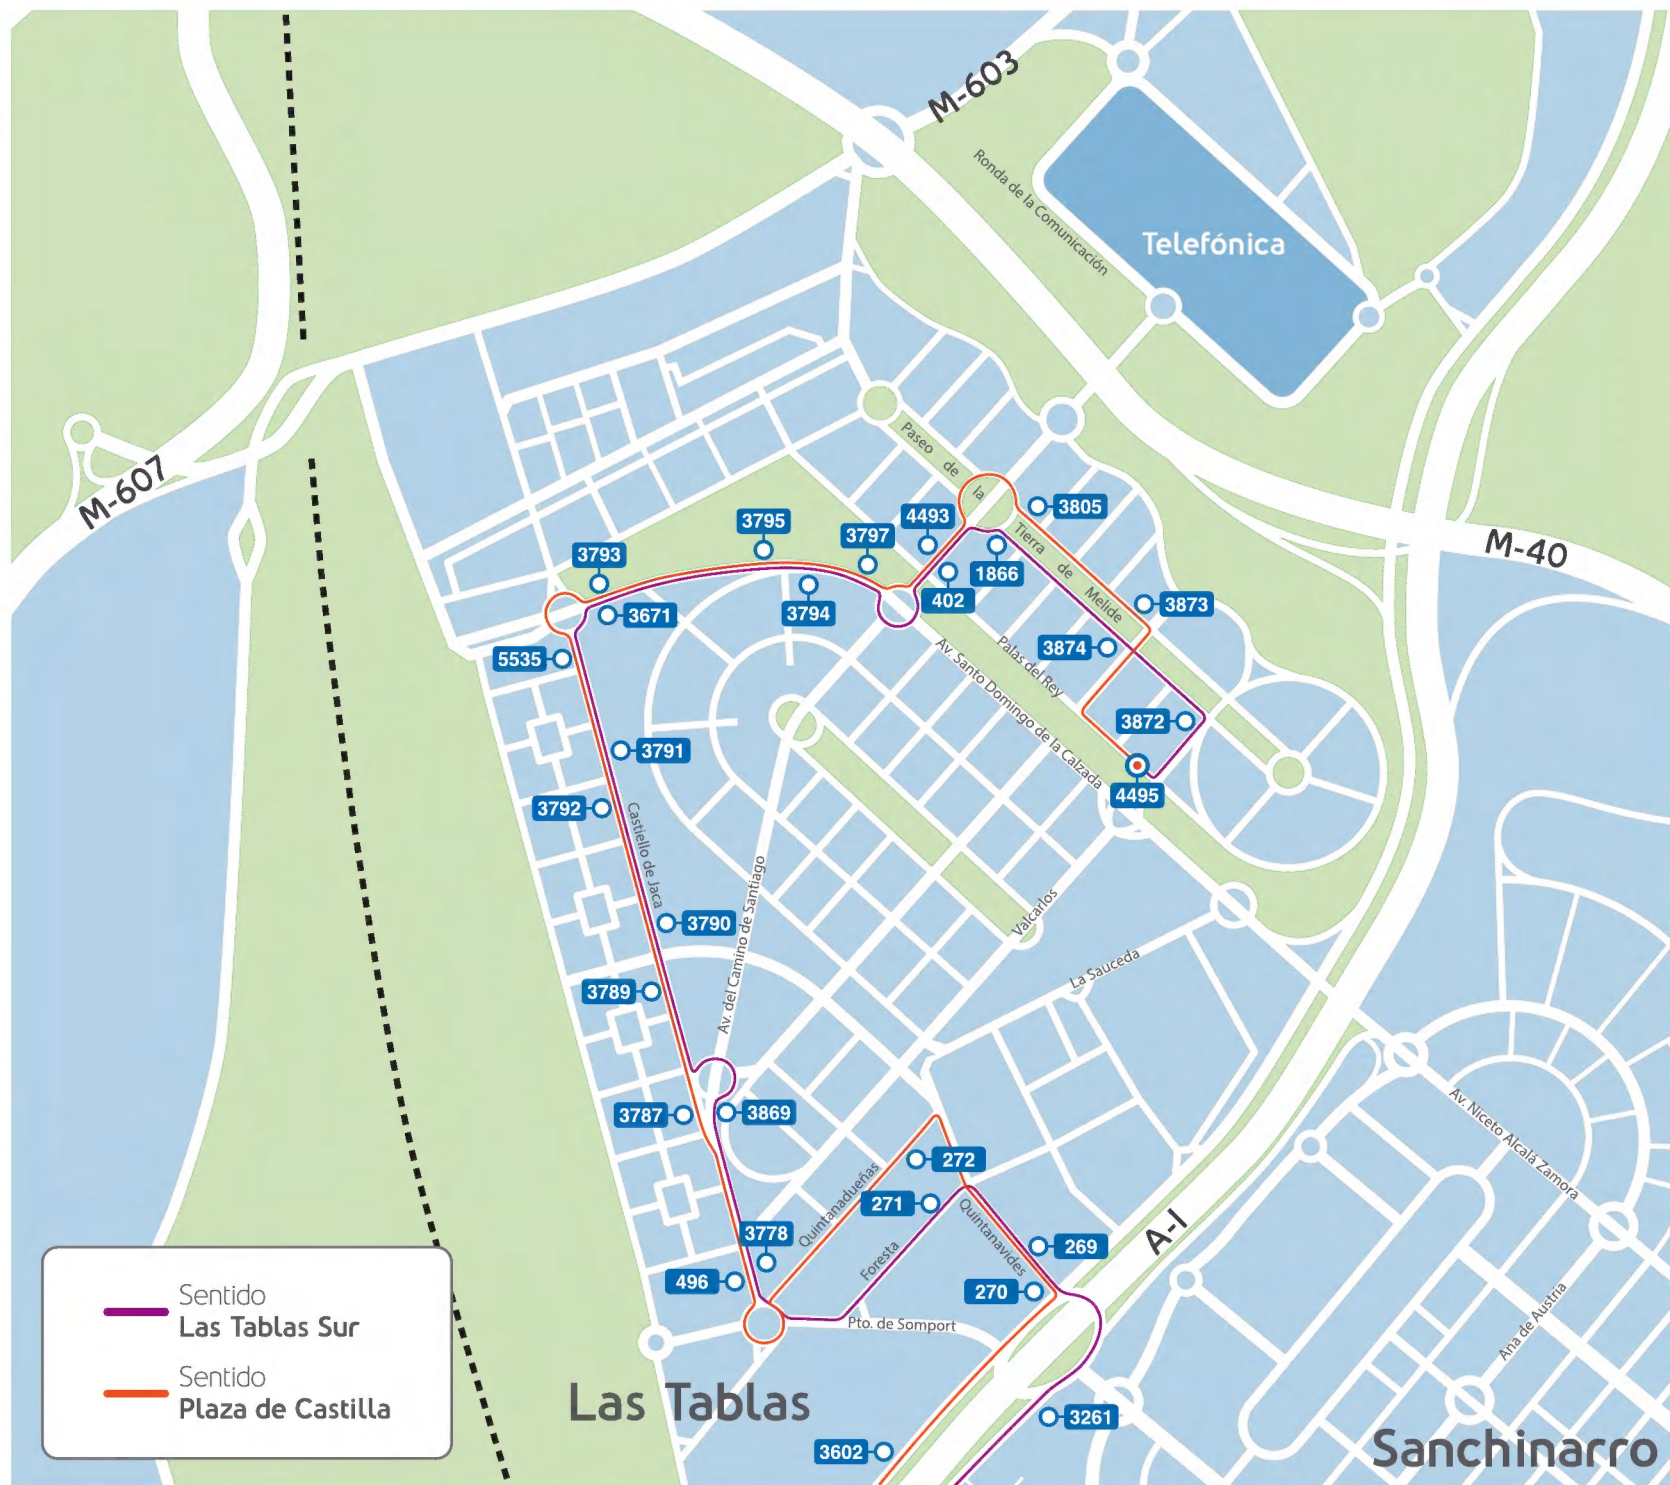 M-603
Ronda de la Comunicación
Telefónica
M-607
M-40
Paseo de la Tierra de Melide
3805
4493
3795
3797
3793
1866
402
3873
3671
3794
3874
5535
Palas del Rey
Av. Santo Domingo de la Calzada
3872
3791
4495
3792
Castiello de Jaca
Av. del Camino de Santiago
3790
Valcarlos
La Sauceda
3789
3787
3869
Av. Niceto Alcalá Zamora
272
Quintanadueñas
271
Quintanavides
3778
A-I
269
Foresta
496
270
Pto. de Somport
Ana de Austria
Sentido
Las Tablas Sur
Sentido
Plaza de Castilla
Las Tablas
3261
3602
Sanchinarro